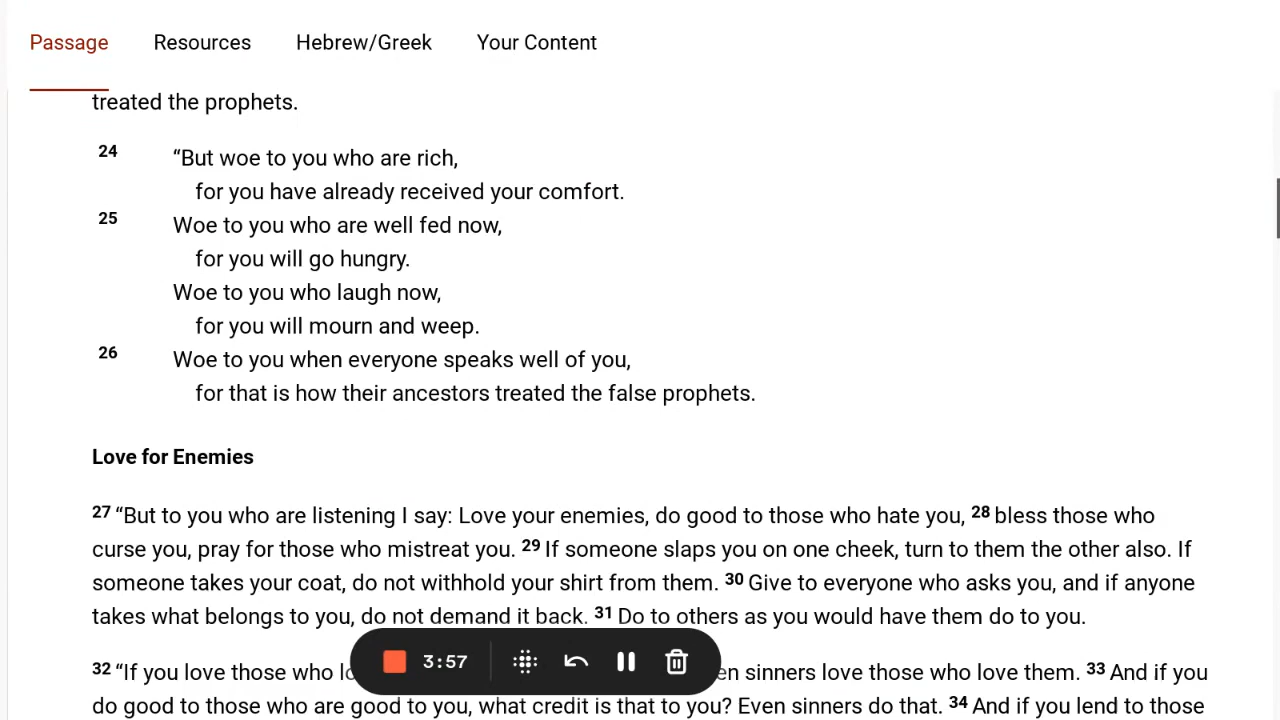 Passage Resources Hebrew/Greek Your Content
treated the prophets.
24 “But woe to you who are rich,
for you have already received your comfort.
25 Woe to you who are well fed now,
for you will go hungry.
Woe to you who laugh now,
for you will mourn and weep.
26 Woe to you when everyone speaks well of you,
for that is how their ancestors treated the false prophets.
Love for Enemies
27 “But to you who are listening I say: Love your enemies, do good to those who hate you, 28 bless those who
curse you, pray for those who mistreat you. 29 If someone slaps you on one cheek, turn to them the other also. If
someone takes your coat, do not withhold your shirt from them. 30 Give to everyone who asks you, and if anyone
takes what belongs to you, do not demand it back. 31 Do to others as you would have them do to you.
3:57
32 “If you love those who sinners love those who love them. 33 And if you
do good to those who are good to you, what credit is that to you? Even sinners do that. 34 And if you lend to those